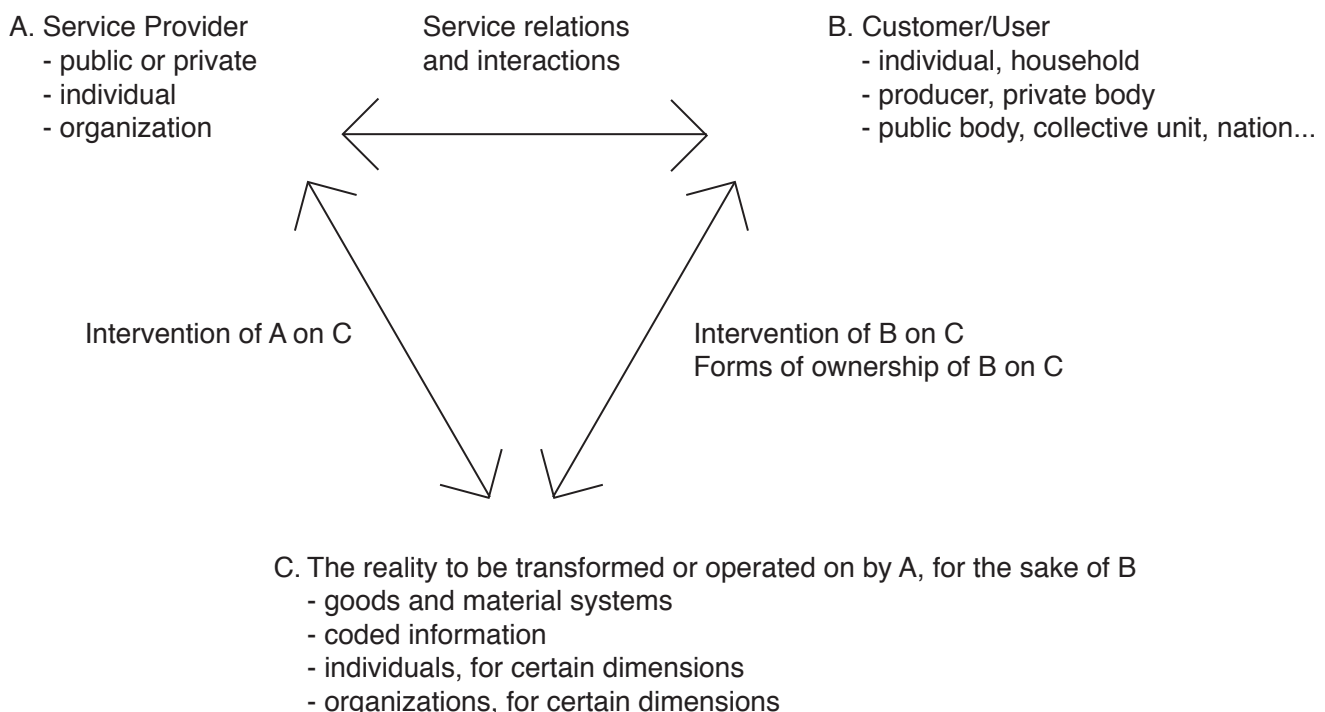 A. Service Provider
- public or private
- individual
- organization
Service relations
and interactions
B. Customer/User
- individual, household
- producer, private body
- public body, collective unit, nation...
Intervention of A on C
Intervention of B on C
Forms of ownership of B on C
C. The reality to be transformed or operated on by A, for the sake of B
- goods and material systems
- coded information
- individuals, for certain dimensions
- organizations, for certain dimensions